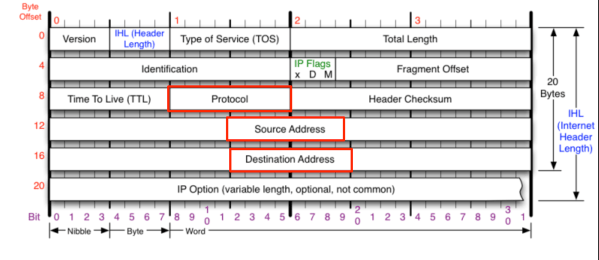 Byte
Offset
0 1 2 3
0 Version IHL (Header Length) Type of Service (TOS) Total Length
4 Identification IP Flags x D M Fragment Offset
8 Time To Live (TTL) Protocol Header Checksum
12 Source Address
16 Destination Address
20 IP Option (variable length, optional, not common)
Bit 0 1 2 3 4 5 6 7 8 9 1 0 1 2 3 4 5 6 7 8 9 2 0 1 2 3 4 5 6 7 8 9 3 0 1
Nibble Byte Word
20
Bytes
IHL
(Internet
Header
Length)